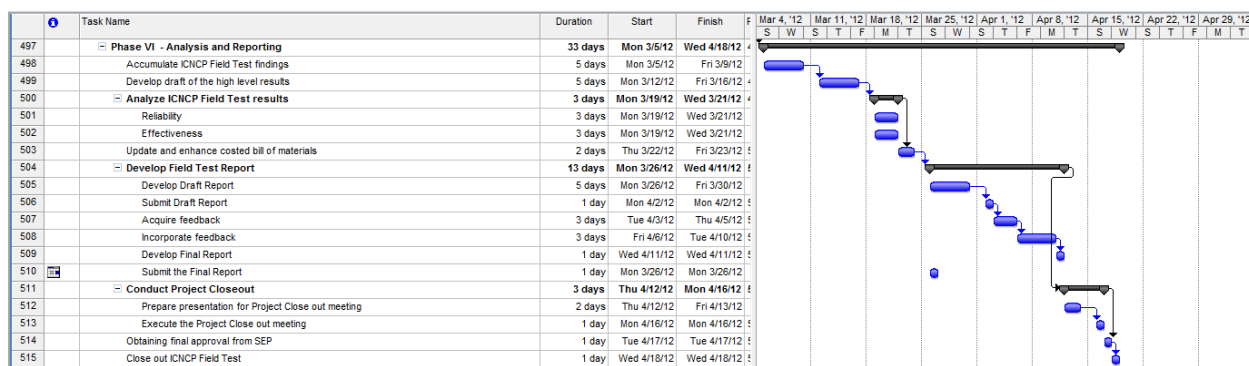 Task Name Duration Start Finish F Mar 4, '12 Mar 11, '12 Mar 18, '12 Mar 25, '12 Apr 1, '12 Apr 8, '12 Apr 15, '12 Apr 22, '12 Apr 29, '12
S W S T F M T S W S T F M T S W S T F M T
497 Phase VI - Analysis and Reporting 33 days Mon 3/5/12 Wed 4/18/12 4
498 Accumulate ICNCP Field Test findings 5 days Mon 3/5/12 Fri 3/9/12
499 Develop draft of the high level results 5 days Mon 3/12/12 Fri 3/16/12 4
500 Analyze ICNCP Field Test results 3 days Mon 3/19/12 Wed 3/21/12 4
501 Reliability 3 days Mon 3/19/12 Wed 3/21/12
502 Effectiveness 3 days Mon 3/19/12 Wed 3/21/12
503 Update and enhance costed bill of materials 2 days Thu 3/22/12 Fri 3/23/12 5
504 Develop Field Test Report 13 days Mon 3/26/12 Wed 4/11/12 5
505 Develop Draft Report 5 days Mon 3/26/12 Fri 3/30/12
506 Submit Draft Report 1 day Mon 4/2/12 Mon 4/2/12 5
507 Acquire feedback 3 days Tue 4/3/12 Thu 4/5/12 5
508 Incorporate feedback 3 days Fri 4/6/12 Tue 4/10/12 5
509 Develop Final Report 1 day Wed 4/11/12 Wed 4/11/12 5
510 Submit the Final Report 1 day Mon 3/26/12 Mon 3/26/12
511 Conduct Project Closeout 3 days Thu 4/12/12 Mon 4/16/12 5
512 Prepare presentation for Project Close out meeting 2 days Thu 4/12/12 Fri 4/13/12
513 Execute the Project Close out meeting 1 day Mon 4/16/12 Mon 4/16/12 5
514 Obtaining final approval from SEP 1 day Tue 4/17/12 Tue 4/17/12 5
515 Close out ICNCP Field Test 1 day Wed 4/18/12 Wed 4/18/12 5